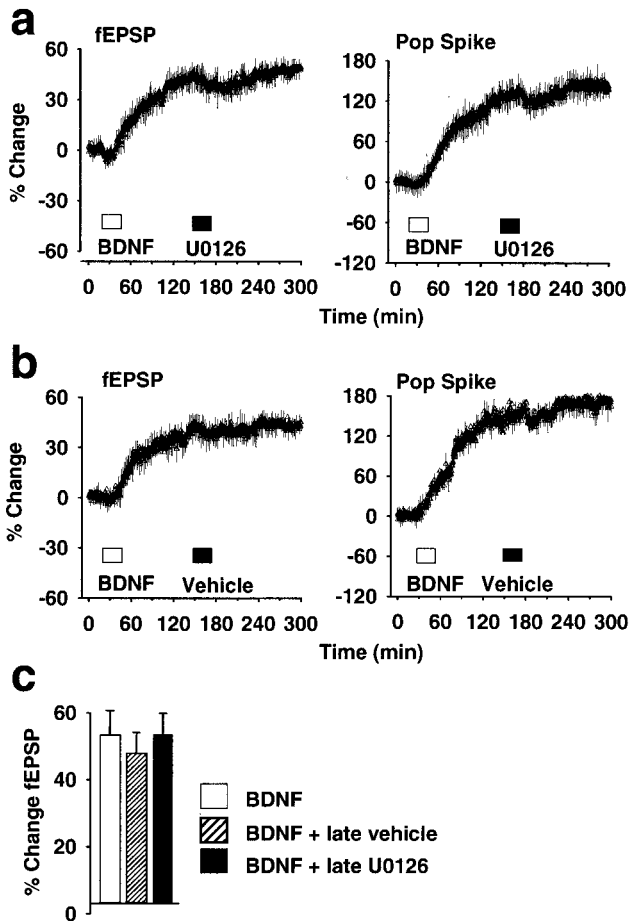 a
fEPSP
Pop Spike
% Change
60
30
0
-30
-60
BDNF
U0126
0 60 120 180 240 300
180
120
60
0
-60
-120
BDNF
U0126
0 60 120 180 240 300
Time (min)
b
fEPSP
Pop Spike
% Change
60
30
0
-30
-60
BDNF
Vehicle
0 60 120 180 240 300
180
120
60
0
-60
-120
BDNF
Vehicle
0 60 120 180 240 300
Time (min)
c
% Change fEPSP
60
40
20
0
BDNF
BDNF + late vehicle
BDNF + late U0126